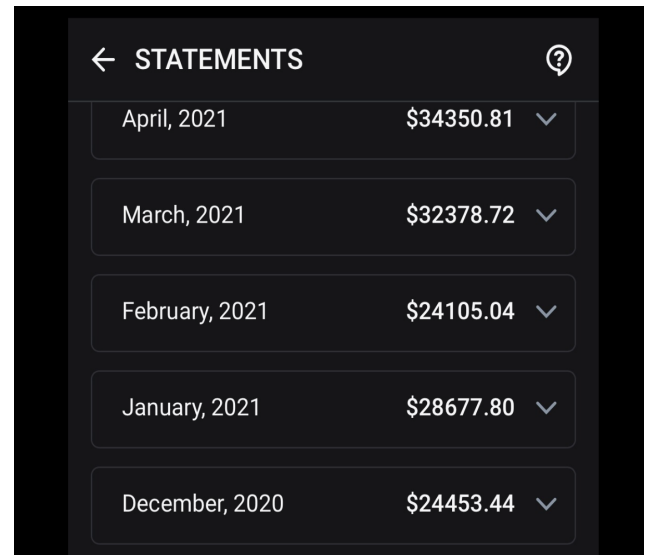 STATEMENTS
April, 2021 $34350.81
March, 2021 $32378.72
February, 2021 $24105.04
January, 2021 $28677.80
December, 2020 $24453.44